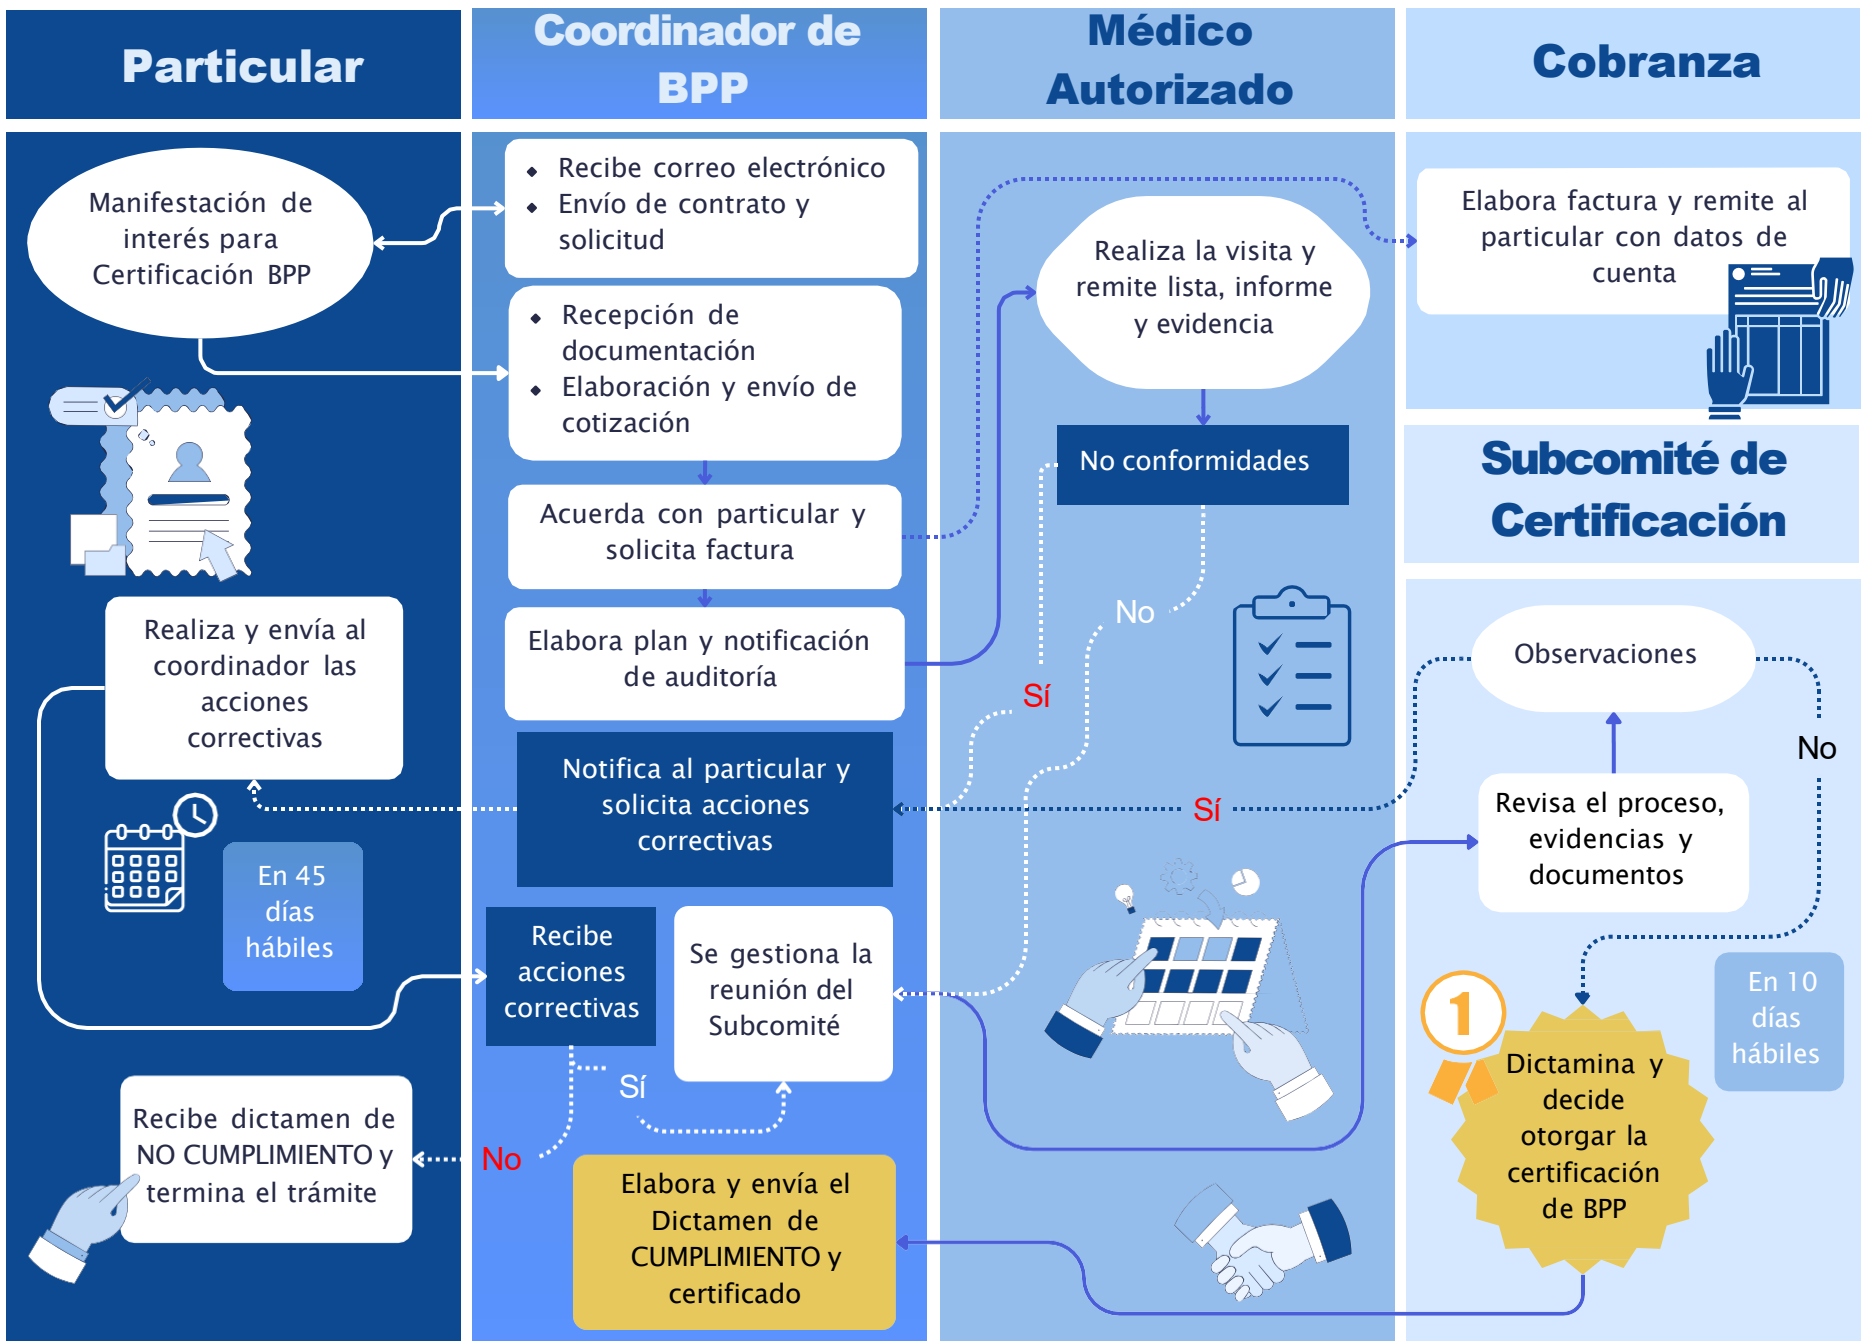 Particular
Coordinador de
BPP
Médico
Autorizado
Cobranza
Manifestación de
interés para
Certificación BPP
Recibe correo electrónico
Envío de contrato y
solicitud
Recepción de
documentación
Elaboración y envío de
cotización
Acuerda con particular y
solicita factura
Elabora plan y notificación
de auditoría
Realiza la visita y
remite lista, informe
y evidencia
No conformidades
No
Sí
Elabora factura y remite al
particular con datos de
cuenta
Subcomité de
Certificación
Observaciones
No
Sí
Revisa el proceso,
evidencias y
documentos
Realiza y envía al
coordinador las
acciones
correctivas
Notifica al particular y
solicita acciones
correctivas
En 45
días
hábiles
Recibe
acciones
correctivas
Se gestiona la
reunión del
Subcomité
Sí
No
Recibe dictamen de
NO CUMPLIMIENTO y
termina el trámite
Elabora y envía el
Dictamen de
CUMPLIMIENTO y
certificado
1
En 10
días
hábiles
Dictamina y
decide
otorgar la
certificación
de BPP